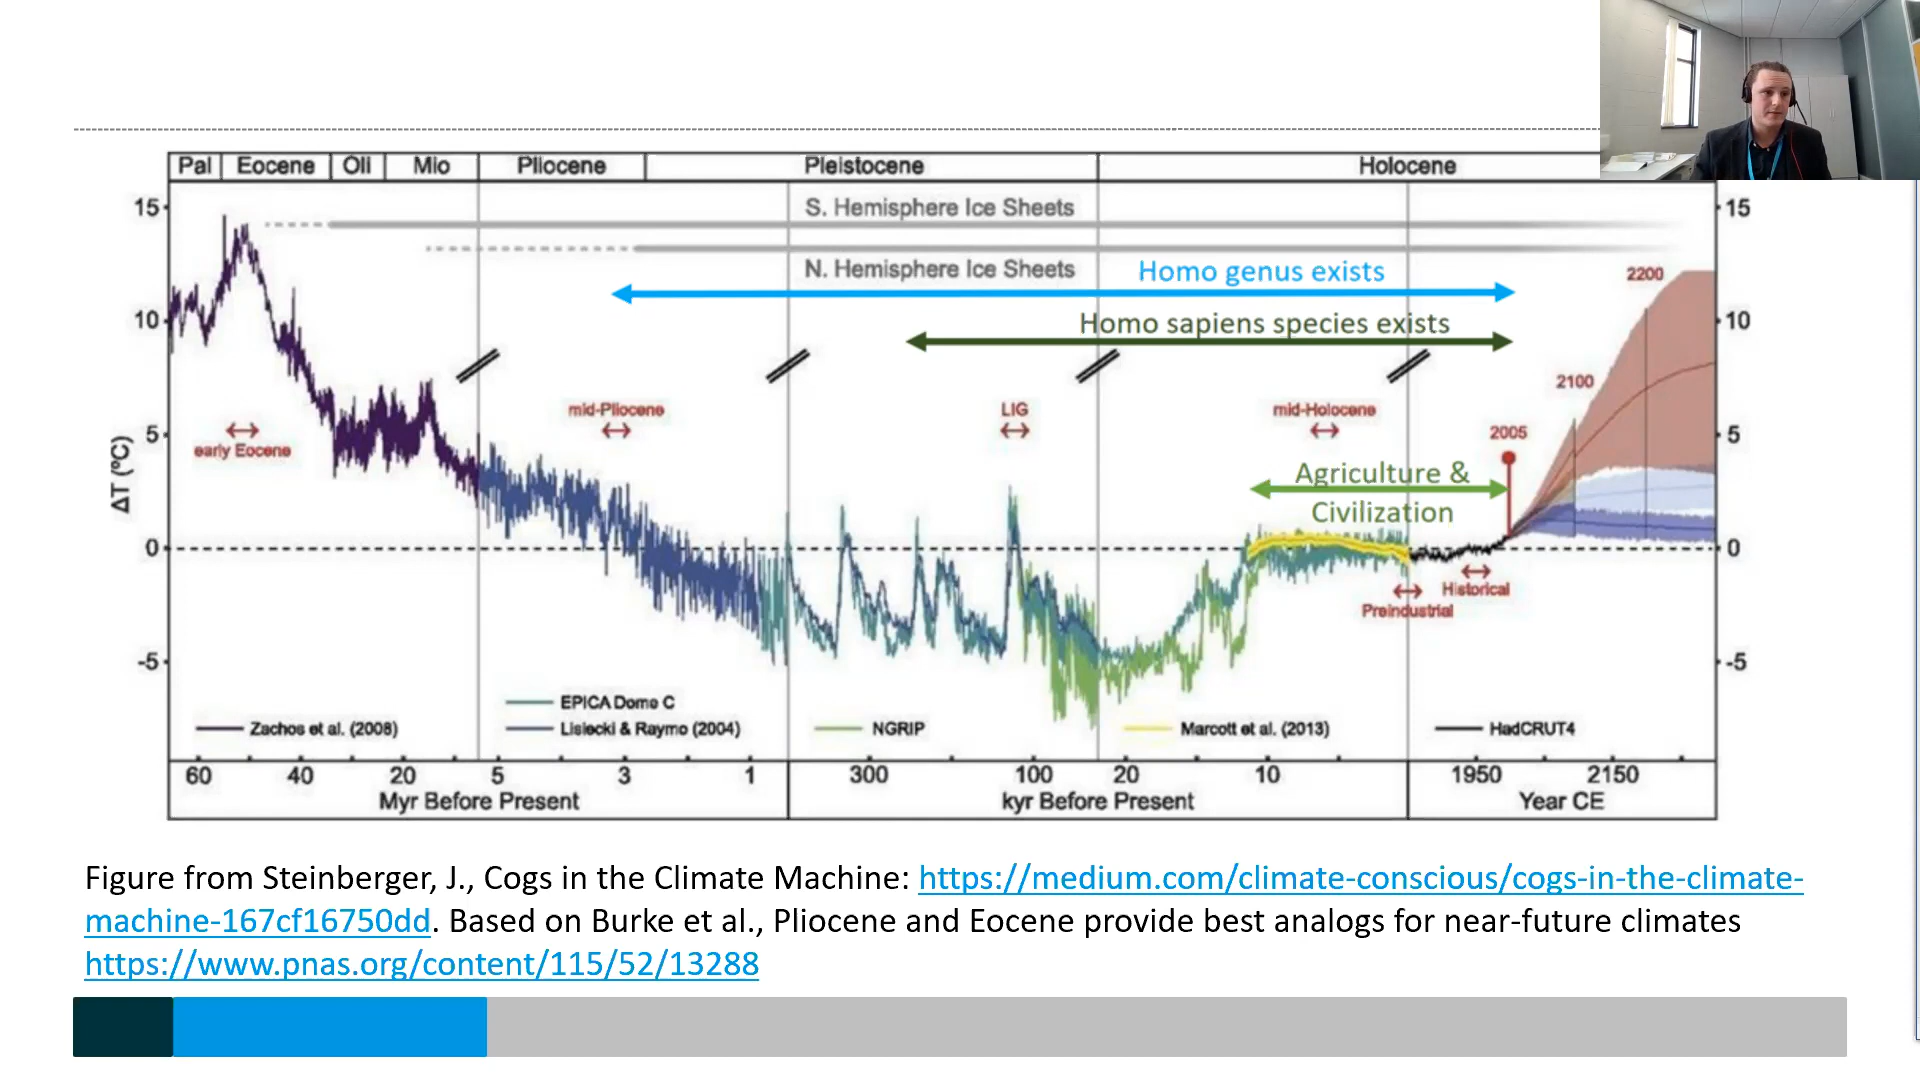 Pal Eocene Oli Mio Pliocene Pleistocene Holocene
15 S. Hemisphere Ice Sheets 15
N. Hemisphere Ice Sheets
Homo genus exists
2200
10 Homo sapiens species exists 10
2100
mid-Pliocene LIG mid-Holocene
2005
5 early Eocene 5
ΔT (ºC)
Agriculture &
Civilization
0 0
Historical
Preindustrial
-5 -5
EPICA Dome C
Zachos et al. (2008) Lisiecki & Raymo (2004) NGRIP Marcott et al. (2013) HadCRUT4
60 40 20 5 3 1 300 100 20 10 1950 2150
Myr Before Present kyr Before Present Year CE
Figure from Steinberger, J., Cogs in the Climate Machine: https://medium.com/climate-conscious/cogs-in-the-climate-
machine-167cf16750dd. Based on Burke et al., Pliocene and Eocene provide best analogs for near-future climates
https://www.pnas.org/content/115/52/13288